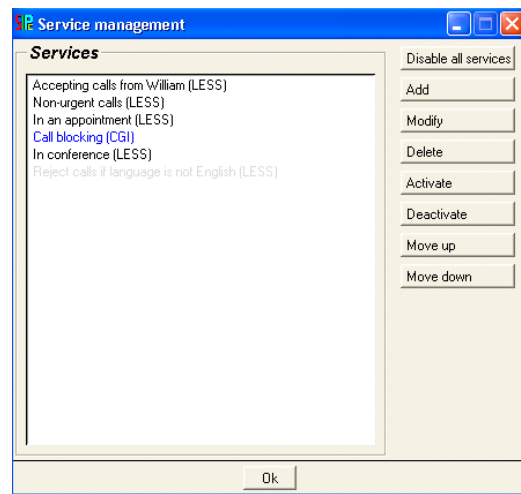 Service management
Services
Accepting calls from William (LESS)
Non-urgent calls (LESS)
In an appointment (LESS)
Call blocking (CGI)
In conference (LESS)
Reject calls if language is not English (LESS)
Disable all services
Add
Modify
Delete
Activate
Deactivate
Move up
Move down
Ok